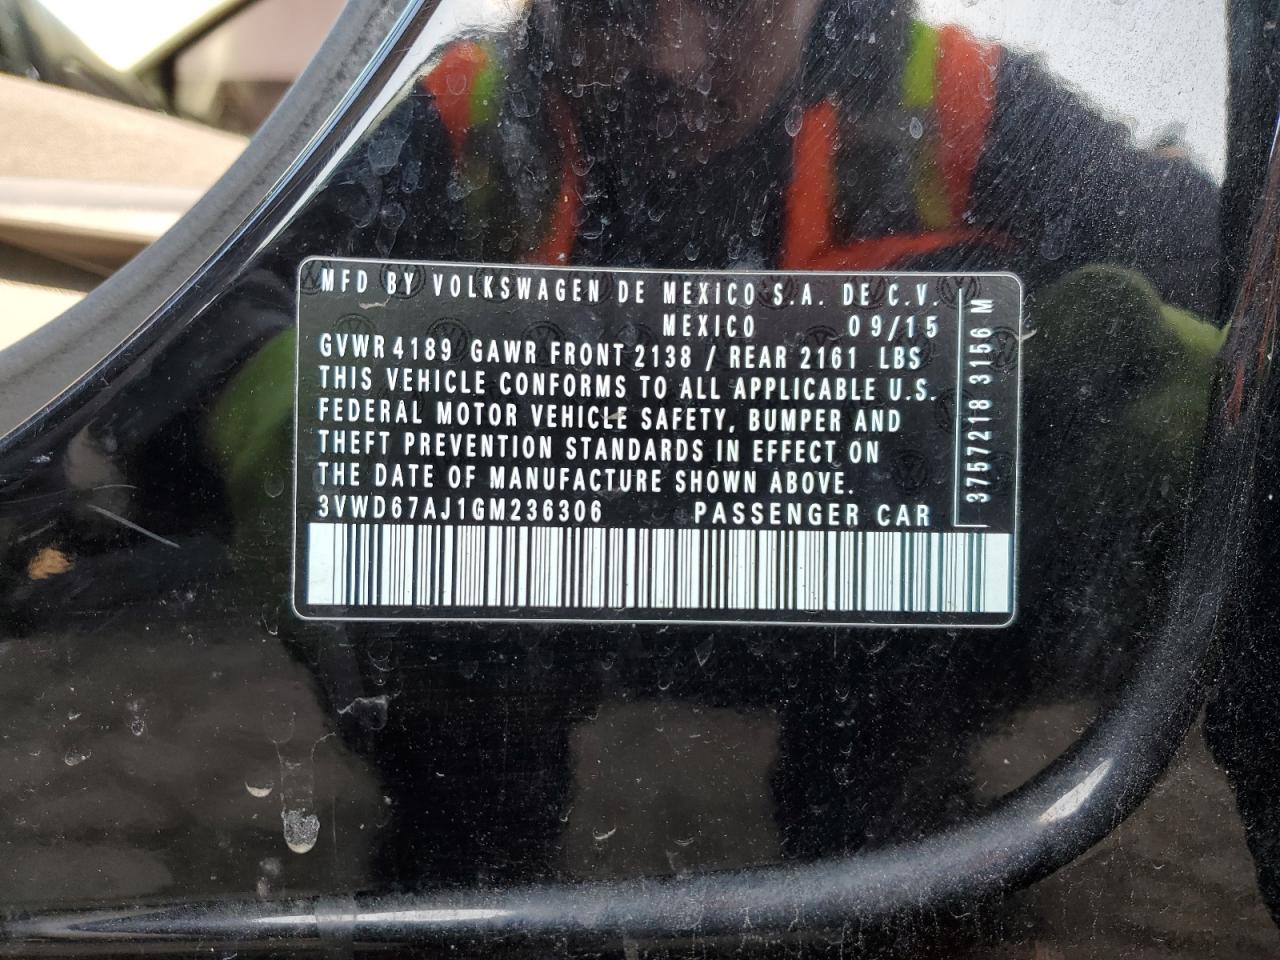 MFD BY VOLKSWAGEN DE MEXICO S.A. DE C.V.
MEXICO 09/15
GVWR 4189 GAWR FRONT 2138 / REAR 2161 LBS
THIS VEHICLE CONFORMS TO ALL APPLICABLE U.S.
FEDERAL MOTOR VEHICLE SAFETY, BUMPER AND
THEFT PREVENTION STANDARDS IN EFFECT ON
THE DATE OF MANUFACTURE SHOWN ABOVE.
3VWD67AJ1GM236306 PASSENGER CAR
3757218 3156 M